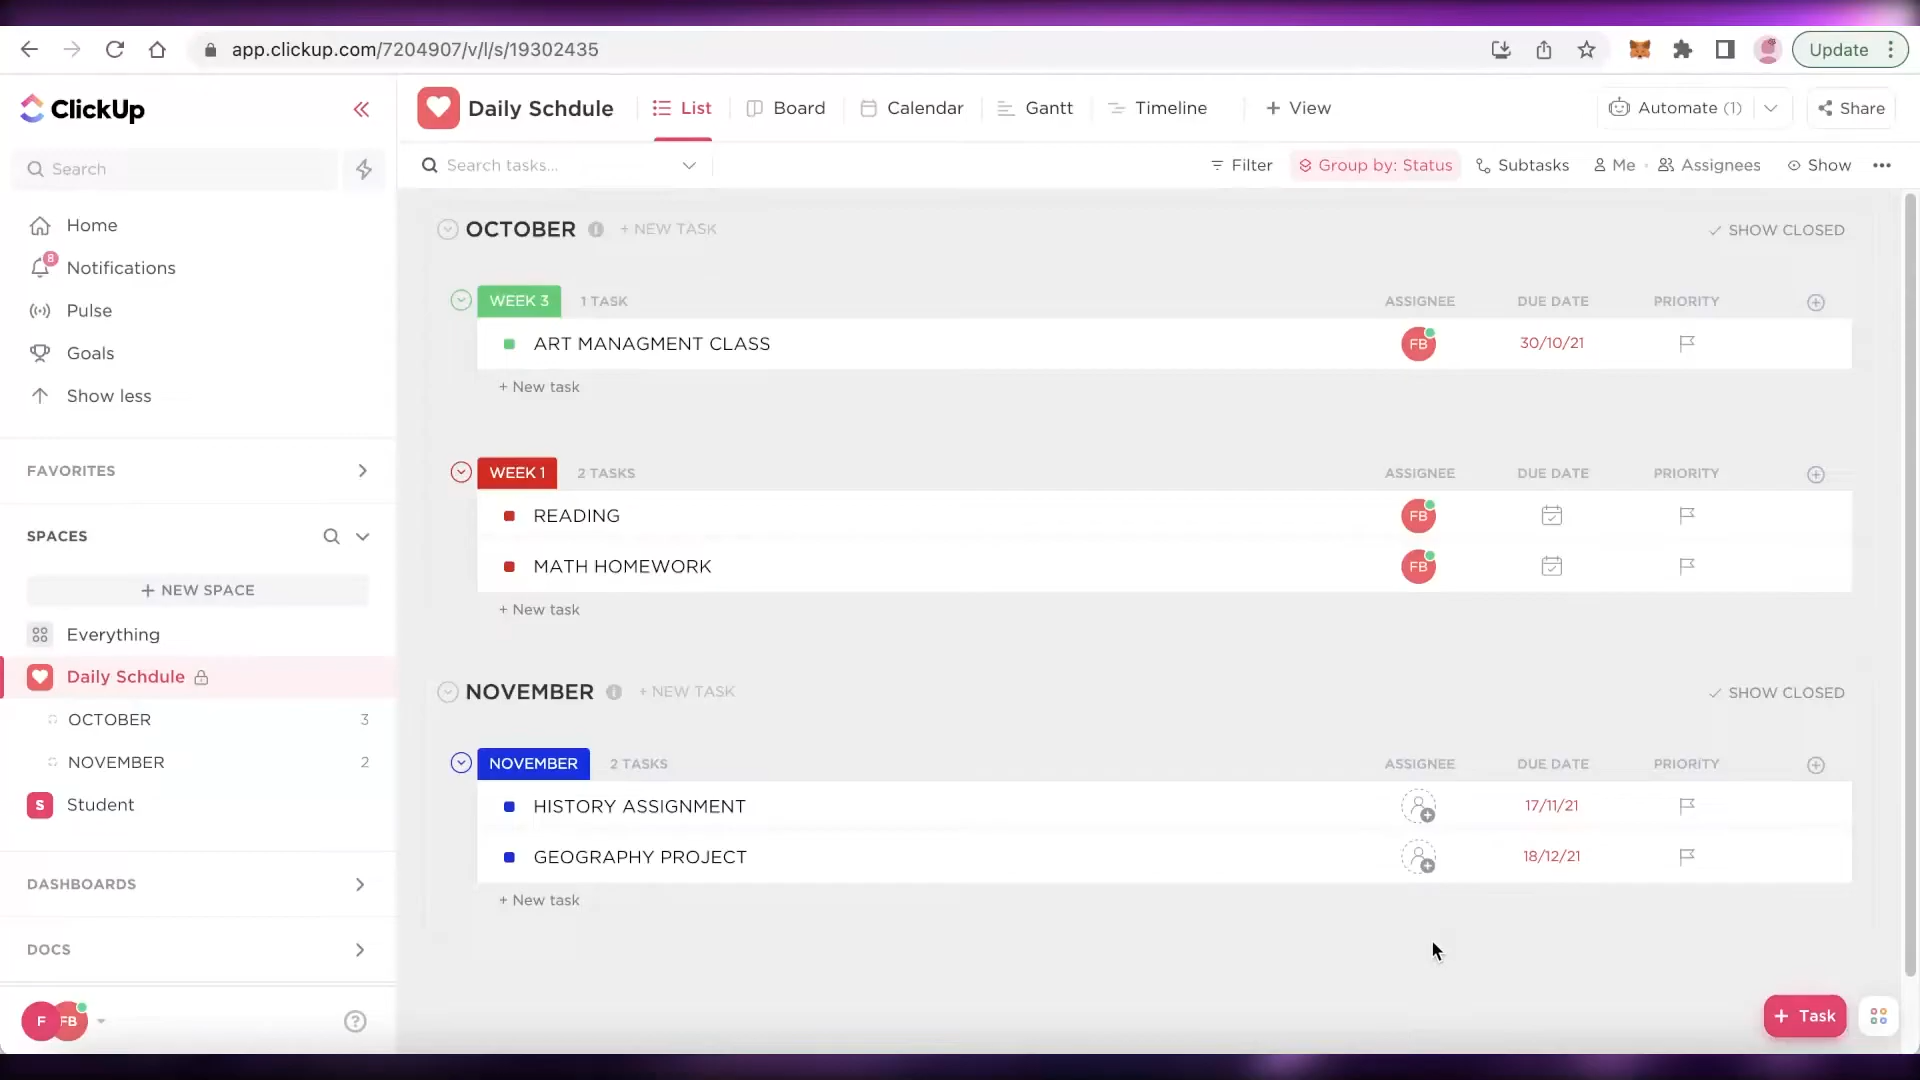 app.clickup.com/7204907/v/l/s/19302435
Update
ClickUp
Daily Schdule
List
Board
Calendar
Gantt
Timeline
+ View
Automate (1)
Share
Search
Search tasks...
Filter
Group by: Status
Subtasks
Me
Assignees
Show
Home
8
Notifications
Pulse
Goals
Show less
FAVORITES
SPACES
+ NEW SPACE
Everything
Daily Schdule
OCTOBER 3
NOVEMBER 2
S Student
DASHBOARDS
DOCS
F FB
?
OCTOBER + NEW TASK SHOW CLOSED
WEEK 3 1 TASK ASSIGNEE DUE DATE PRIORITY
ART MANAGMENT CLASS FB 30/10/21
+ New task
WEEK 1 2 TASKS ASSIGNEE DUE DATE PRIORITY
READING FB
MATH HOMEWORK FB
+ New task
NOVEMBER + NEW TASK SHOW CLOSED
NOVEMBER 2 TASKS ASSIGNEE DUE DATE PRIORITY
HISTORY ASSIGNMENT 17/11/21
GEOGRAPHY PROJECT 18/12/21
+ New task
+ Task